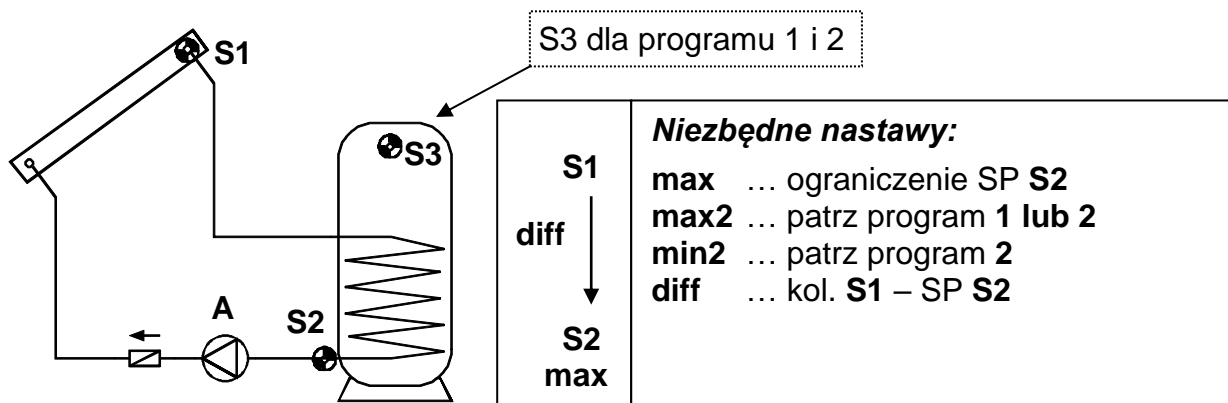 S3 dla programu 1 i 2
S1
S3
A
S2
S1
diff
S2
max
Niezbędne nastawy:
max … ograniczenie SP S2
max2 … patrz program 1 lub 2
min2 … patrz program 2
diff … kol. S1 – SP S2